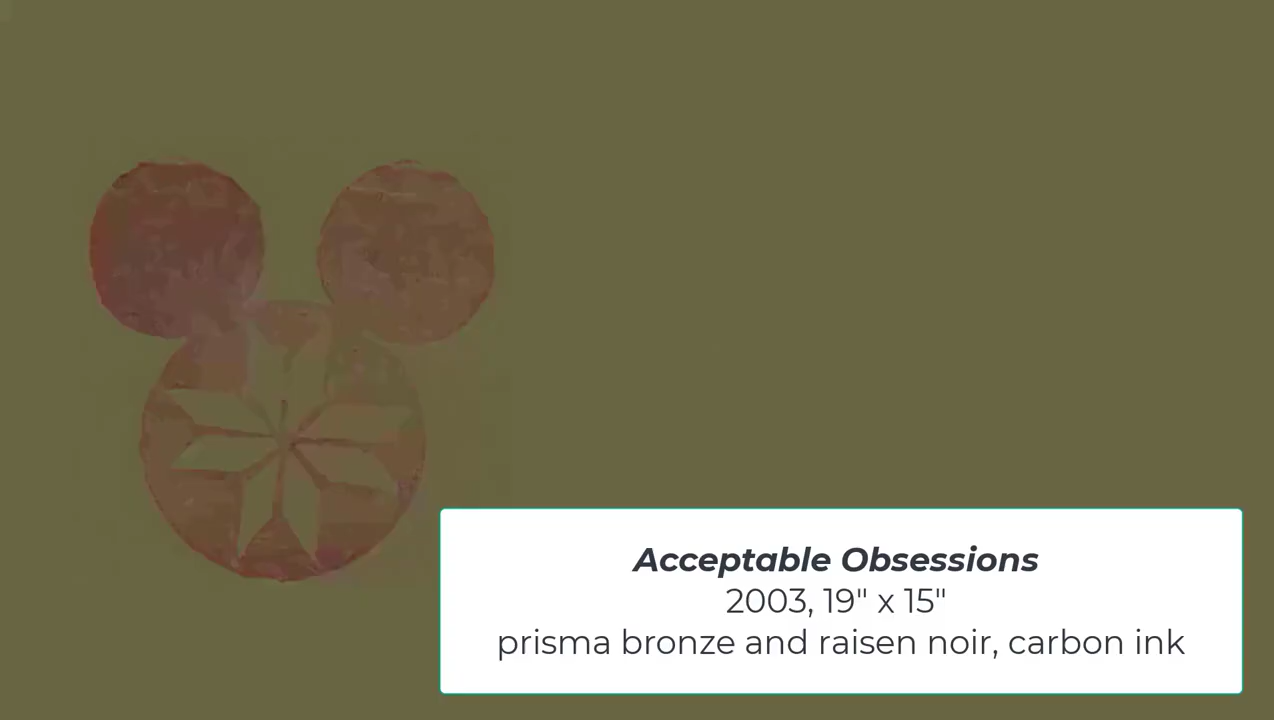 Acceptable Obsessions
2003, 19" x 15"
prisma bronze and raisen noir, carbon ink